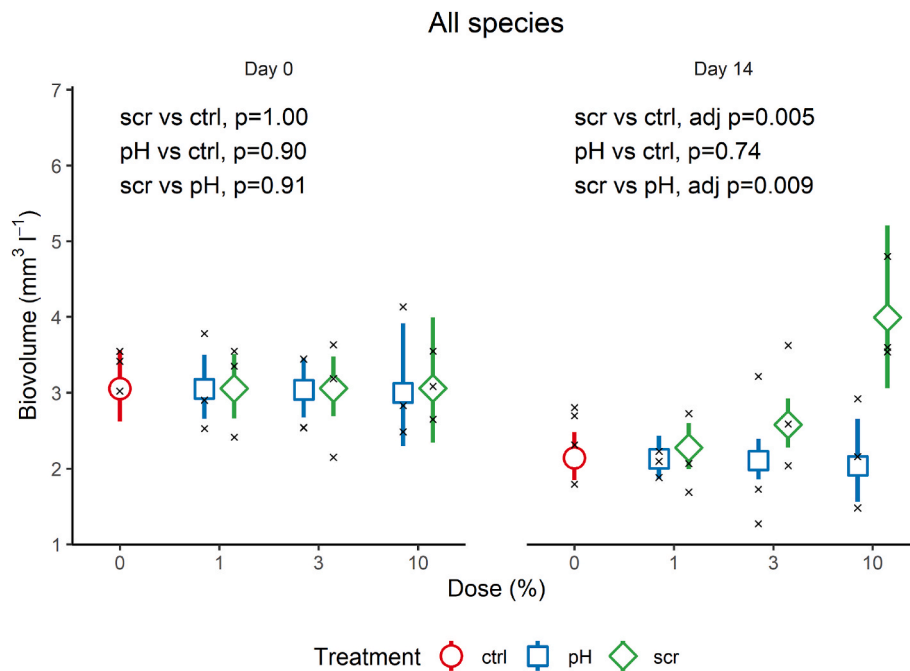 All species
Day 0
Day 14
scr vs ctrl, p=1.00
pH vs ctrl, p=0.90
scr vs pH, p=0.91
scr vs ctrl, adj p=0.005
pH vs ctrl, p=0.74
scr vs pH, adj p=0.009
Biovolume (mm³ l⁻¹)
7
6
5
4
3
2
1
0 1 3 10
0 1 3 10
Dose (%)
Treatment ctrl pH scr